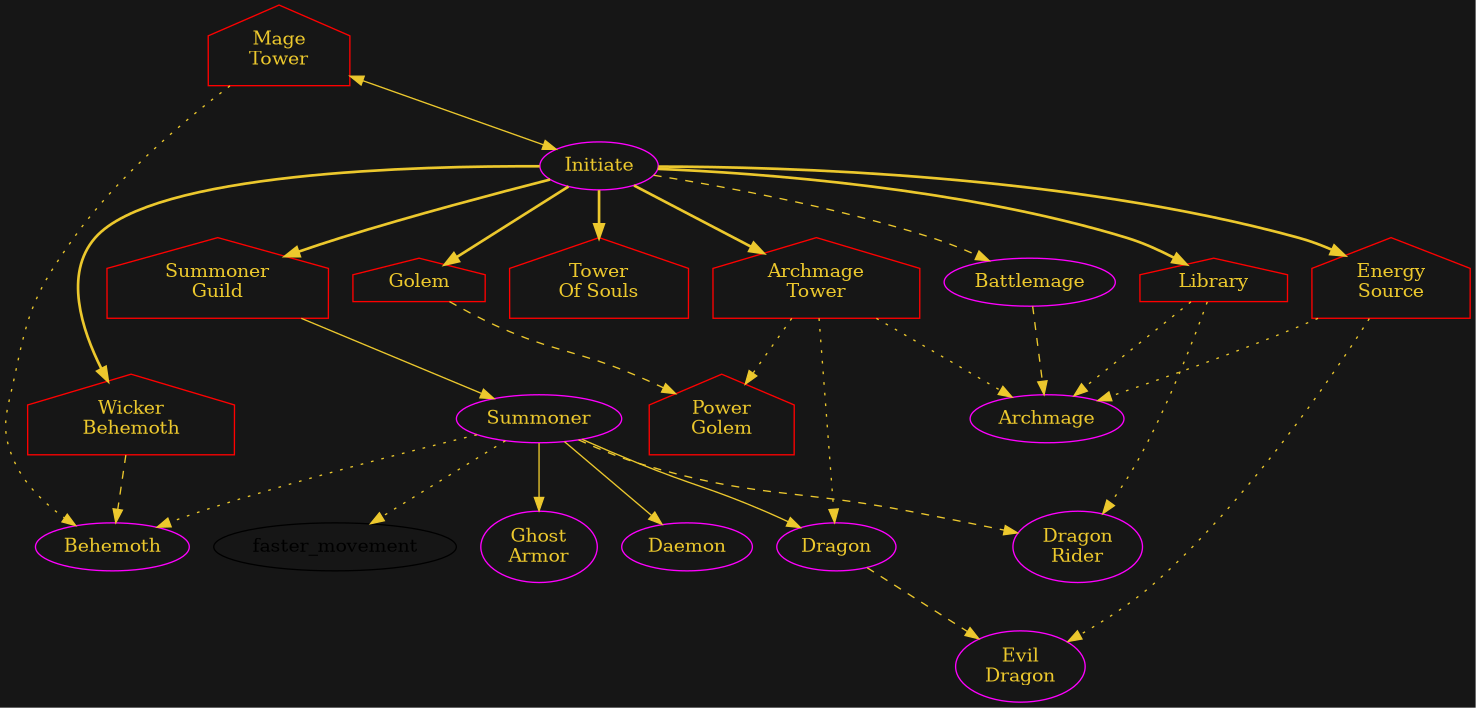 Mage
Tower
Initiate
Summoner
Guild
Golem
Tower
Of Souls
Archmage
Tower
Battlemage
Library
Energy
Source
Wicker
Behemoth
Summoner
Power
Golem
Archmage
Behemoth
faster_movement
Ghost
Armor
Daemon
Dragon
Dragon
Rider
Evil
Dragon